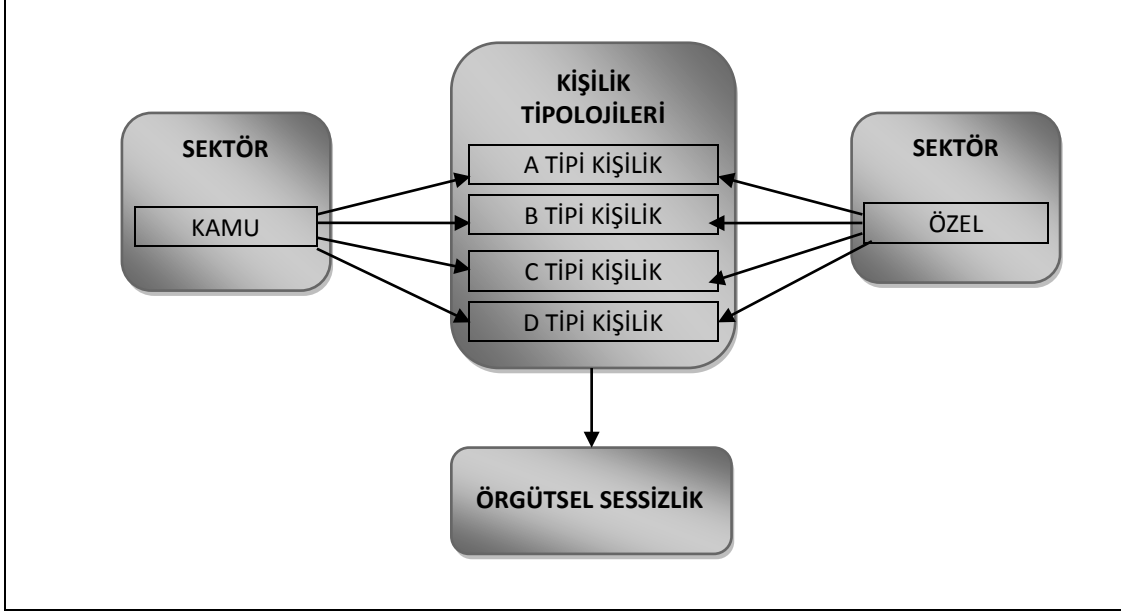 SEKTÖR
KAMU
KİŞİLİK
TİPOLOJİLERİ
A TİPİ KİŞİLİK
B TİPİ KİŞİLİK
C TİPİ KİŞİLİK
D TİPİ KİŞİLİK
SEKTÖR
ÖZEL
ÖRGÜTSEL SESSİZLİK